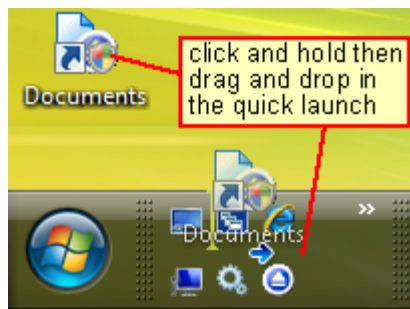 click and hold then
drag and drop in
the quick launch
Documents
Documents
»